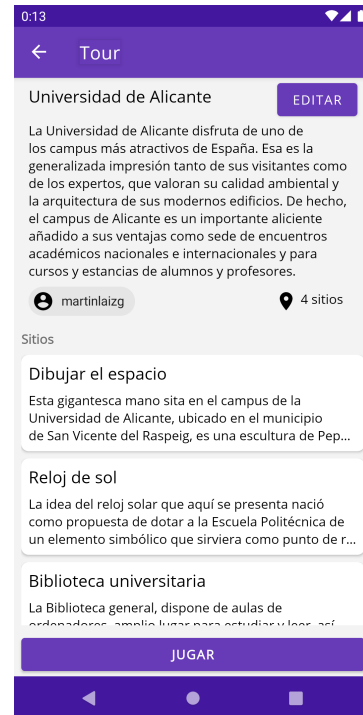 0:13
Tour
Universidad de Alicante
EDITAR
La Universidad de Alicante disfruta de uno de
los campus más atractivos de España. Esa es la
generalizada impresión tanto de sus visitantes como
de los expertos, que valoran su calidad ambiental y
la arquitectura de sus modernos edificios. De hecho,
el campus de Alicante es un importante aliciente
añadido a sus ventajas como sede de encuentros
académicos nacionales e internacionales y para
cursos y estancias de alumnos y profesores.
martinlaizg
4 sitios
Sitios
Dibujar el espacio
Esta gigantesca mano sita en el campus de la
Universidad de Alicante, ubicado en el municipio
de San Vicente del Raspeig, es una escultura de Pep...
Reloj de sol
La idea del reloj solar que aquí se presenta nació
como propuesta de dotar a la Escuela Politécnica de
un elemento simbólico que sirviera como punto de r...
Biblioteca universitaria
La Biblioteca general, dispone de aulas de
ordenadores, amplio lugar para estudiar y leer, así
JUGAR